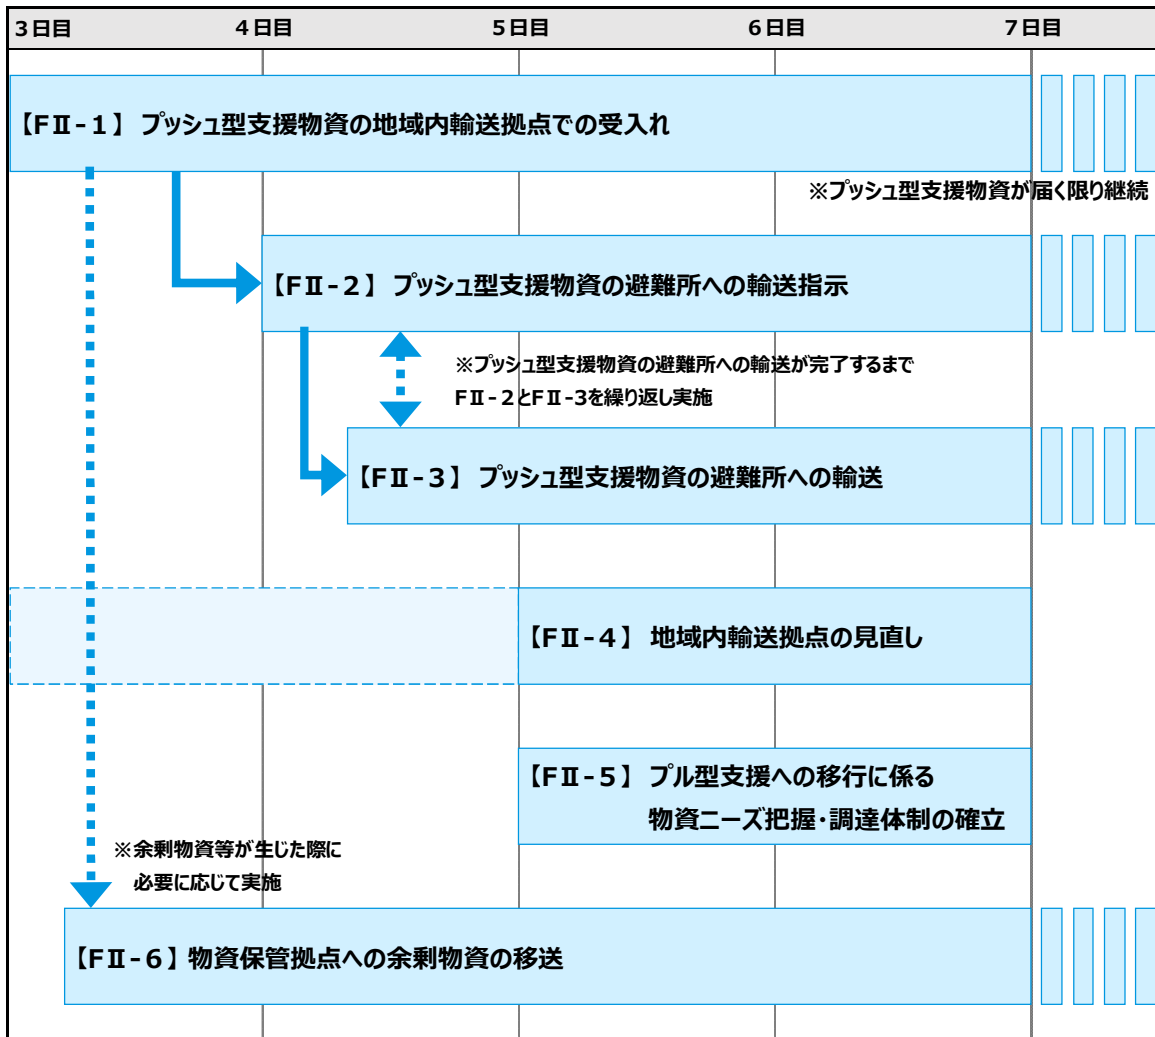 3日目 4日目 5日目 6日目 7日目
【FⅡ-1】 プッシュ型支援物資の地域内輸送拠点での受入れ
※プッシュ型支援物資が届く限り継続
【FⅡ-2】 プッシュ型支援物資の避難所への輸送指示
※プッシュ型支援物資の避難所への輸送が完了するまで
FⅡ-2とFⅡ-3を繰り返し実施
【FⅡ-3】 プッシュ型支援物資の避難所への輸送
【FⅡ-4】 地域内輸送拠点の見直し
【FⅡ-5】 プル型支援への移行に係る
物資ニーズ把握・調達体制の確立
※余剰物資等が生じた際に
必要に応じて実施
【FⅡ-6】物資保管拠点への余剰物資の移送